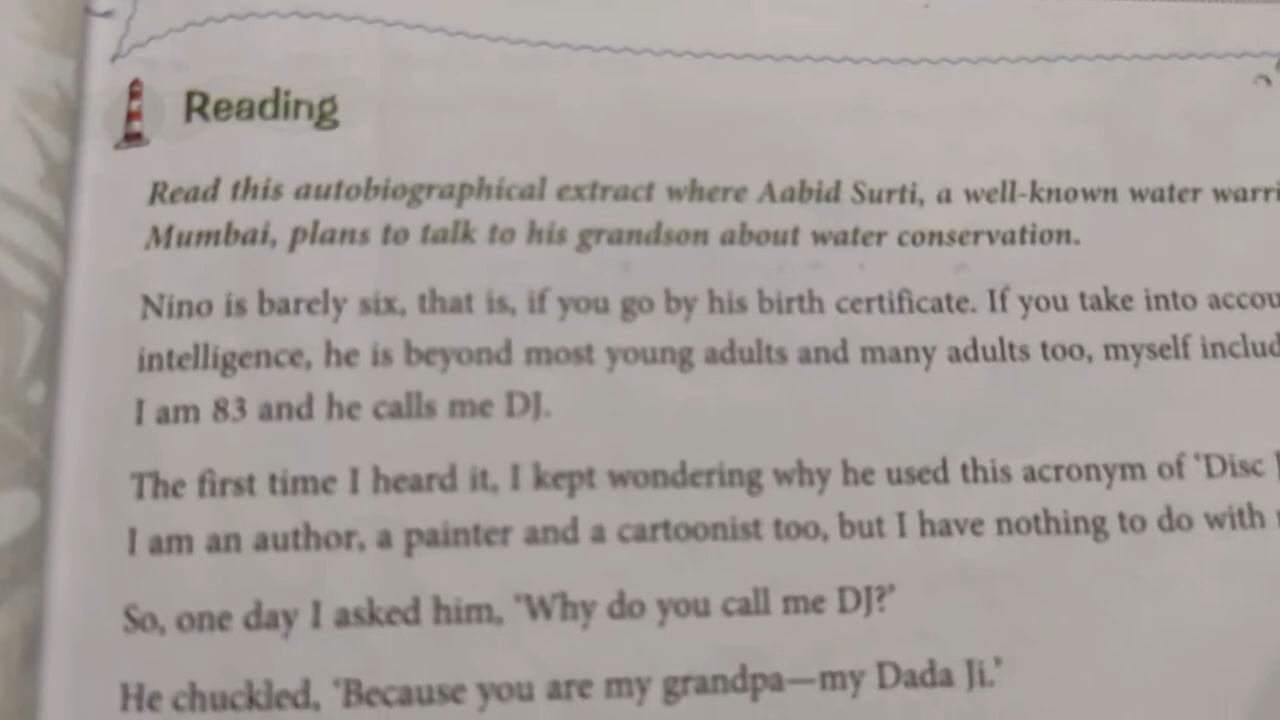 Reading
Read this autobiographical extract where Aabid Surti, a well-known water
Mumbai, plans to talk to his grandson about water conservation.
Nino is barely six, that is, if you go by his birth certificate. If you take into
intelligence, he is beyond most young adults and many adults too, myself
I am 83 and he calls me DJ.
The first time I heard it, I kept wondering why he used this acronym of 'Disc
I am an author, a painter and a cartoonist too, but I have nothing to do with
So, one day I asked him, 'Why do you call me DJ?'
He chuckled, 'Because you are my grandpa—my Dada Ji.'